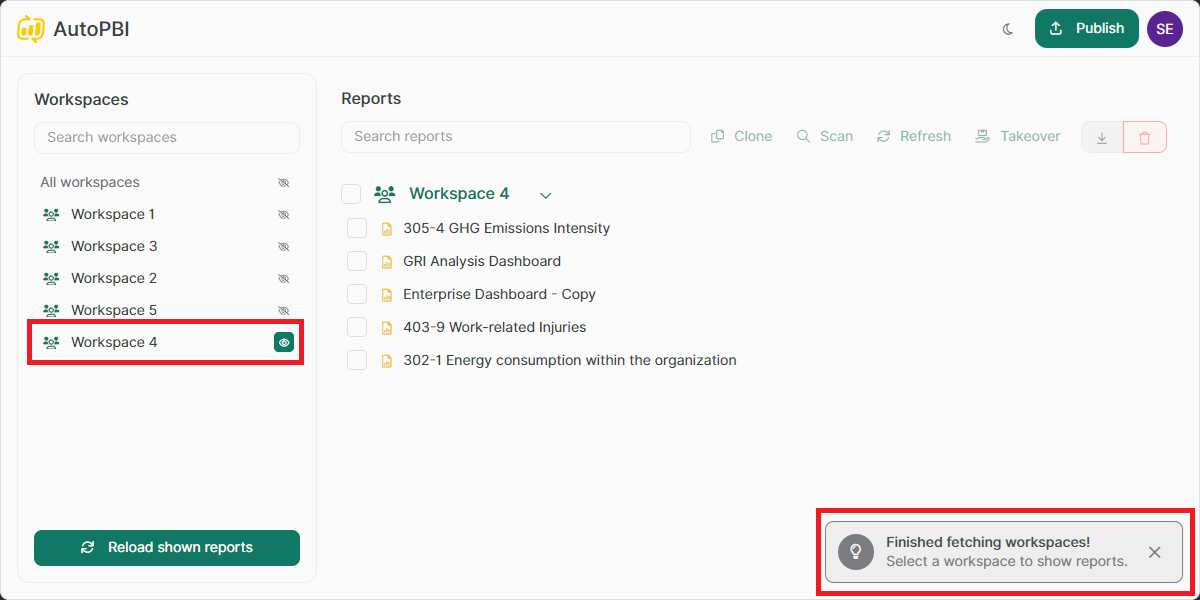 AutoPBI
Publish
SE
Workspaces
Search workspaces
All workspaces
Workspace 1
Workspace 3
Workspace 2
Workspace 5
Workspace 4
Reload shown reports
Reports
Search reports
Clone
Scan
Refresh
Takeover
Workspace 4
305-4 GHG Emissions Intensity
GRI Analysis Dashboard
Enterprise Dashboard - Copy
403-9 Work-related Injuries
302-1 Energy consumption within the organization
Finished fetching workspaces!
Select a workspace to show reports.